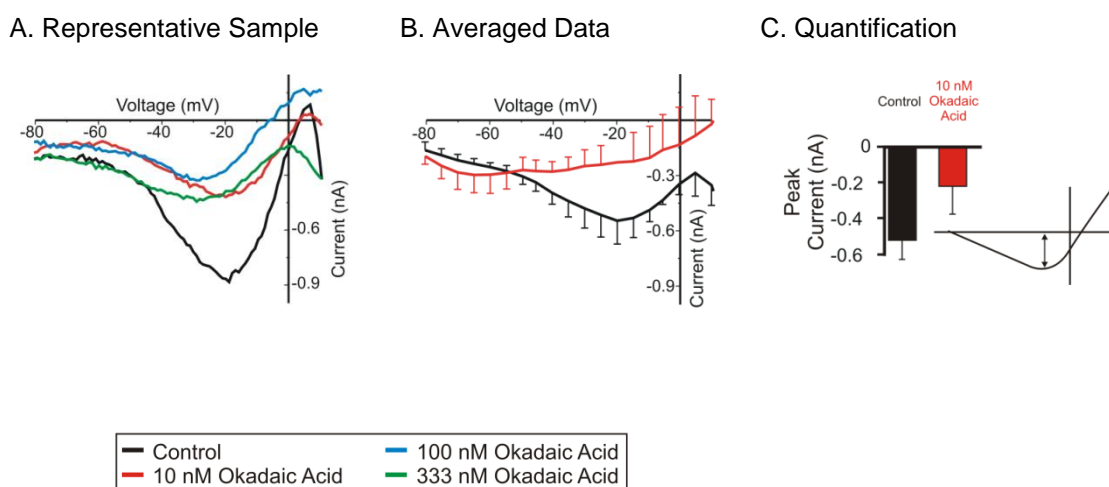 A. Representative Sample
B. Averaged Data
C. Quantification
Voltage (mV)
-80
-60
-40
-20
-0.6
-0.9
Current (nA)
Voltage (mV)
-80
-60
-40
-20
-0.3
-0.6
-0.9
Current (nA)
Control
10 nM
Okadaic
Acid
0
-0.2
-0.4
-0.6
Peak
Current (nA)
Control
10 nM Okadaic Acid
100 nM Okadaic Acid
333 nM Okadaic Acid